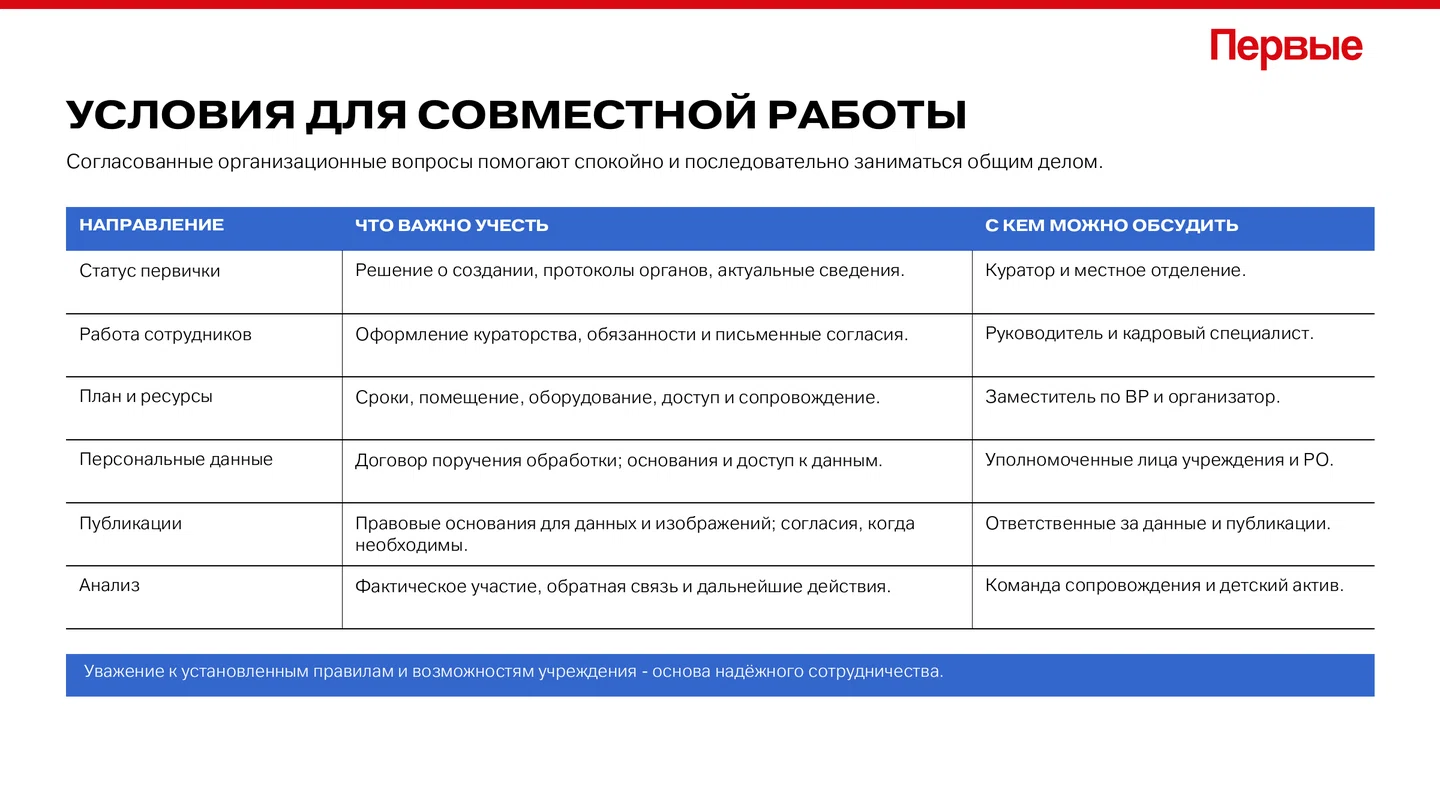 Первые
УСЛОВИЯ ДЛЯ СОВМЕСТНОЙ РАБОТЫ
Согласованные организационные вопросы помогают спокойно и последовательно заниматься общим делом.
НАПРАВЛЕНИЕ ЧТО ВАЖНО УЧЕСТЬ С КЕМ МОЖНО ОБСУДИТЬ
Статус первички Решение о создании, протоколы органов, актуальные сведения. Куратор и местное отделение.
Работа сотрудников Оформление кураторства, обязанности и письменные согласия. Руководитель и кадровый специалист.
План и ресурсы Сроки, помещение, оборудование, доступ и сопровождение. Заместитель по ВР и организатор.
Персональные данные Договор поручения обработки; основания и доступ к данным. Уполномоченные лица учреждения и РО.
Публикации Правовые основания для данных и изображений; согласия, когда Ответственные за данные и публикации.
необходимы.
Анализ Фактическое участие, обратная связь и дальнейшие действия. Команда сопровождения и детский актив.
Уважение к установленным правилам и возможностям учреждения - основа надёжного сотрудничества.